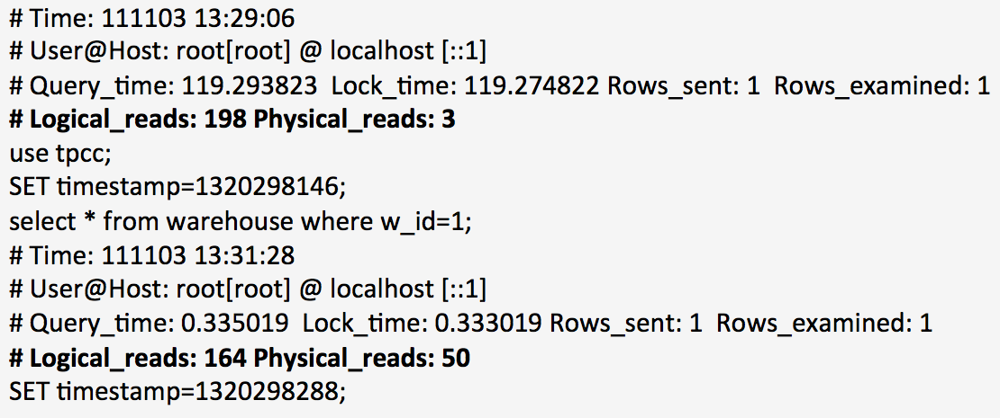 # Time: 111103 13:29:06
# User@Host: root[root] @ localhost [::1]
# Query_time: 119.293823  Lock_time: 119.274822 Rows_sent: 1  Rows_examined: 1
# Logical_reads: 198 Physical_reads: 3
use tpcc;
SET timestamp=1320298146;
select * from warehouse where w_id=1;
# Time: 111103 13:31:28
# User@Host: root[root] @ localhost [::1]
# Query_time: 0.335019  Lock_time: 0.333019 Rows_sent: 1  Rows_examined: 1
# Logical_reads: 164 Physical_reads: 50
SET timestamp=1320298288;